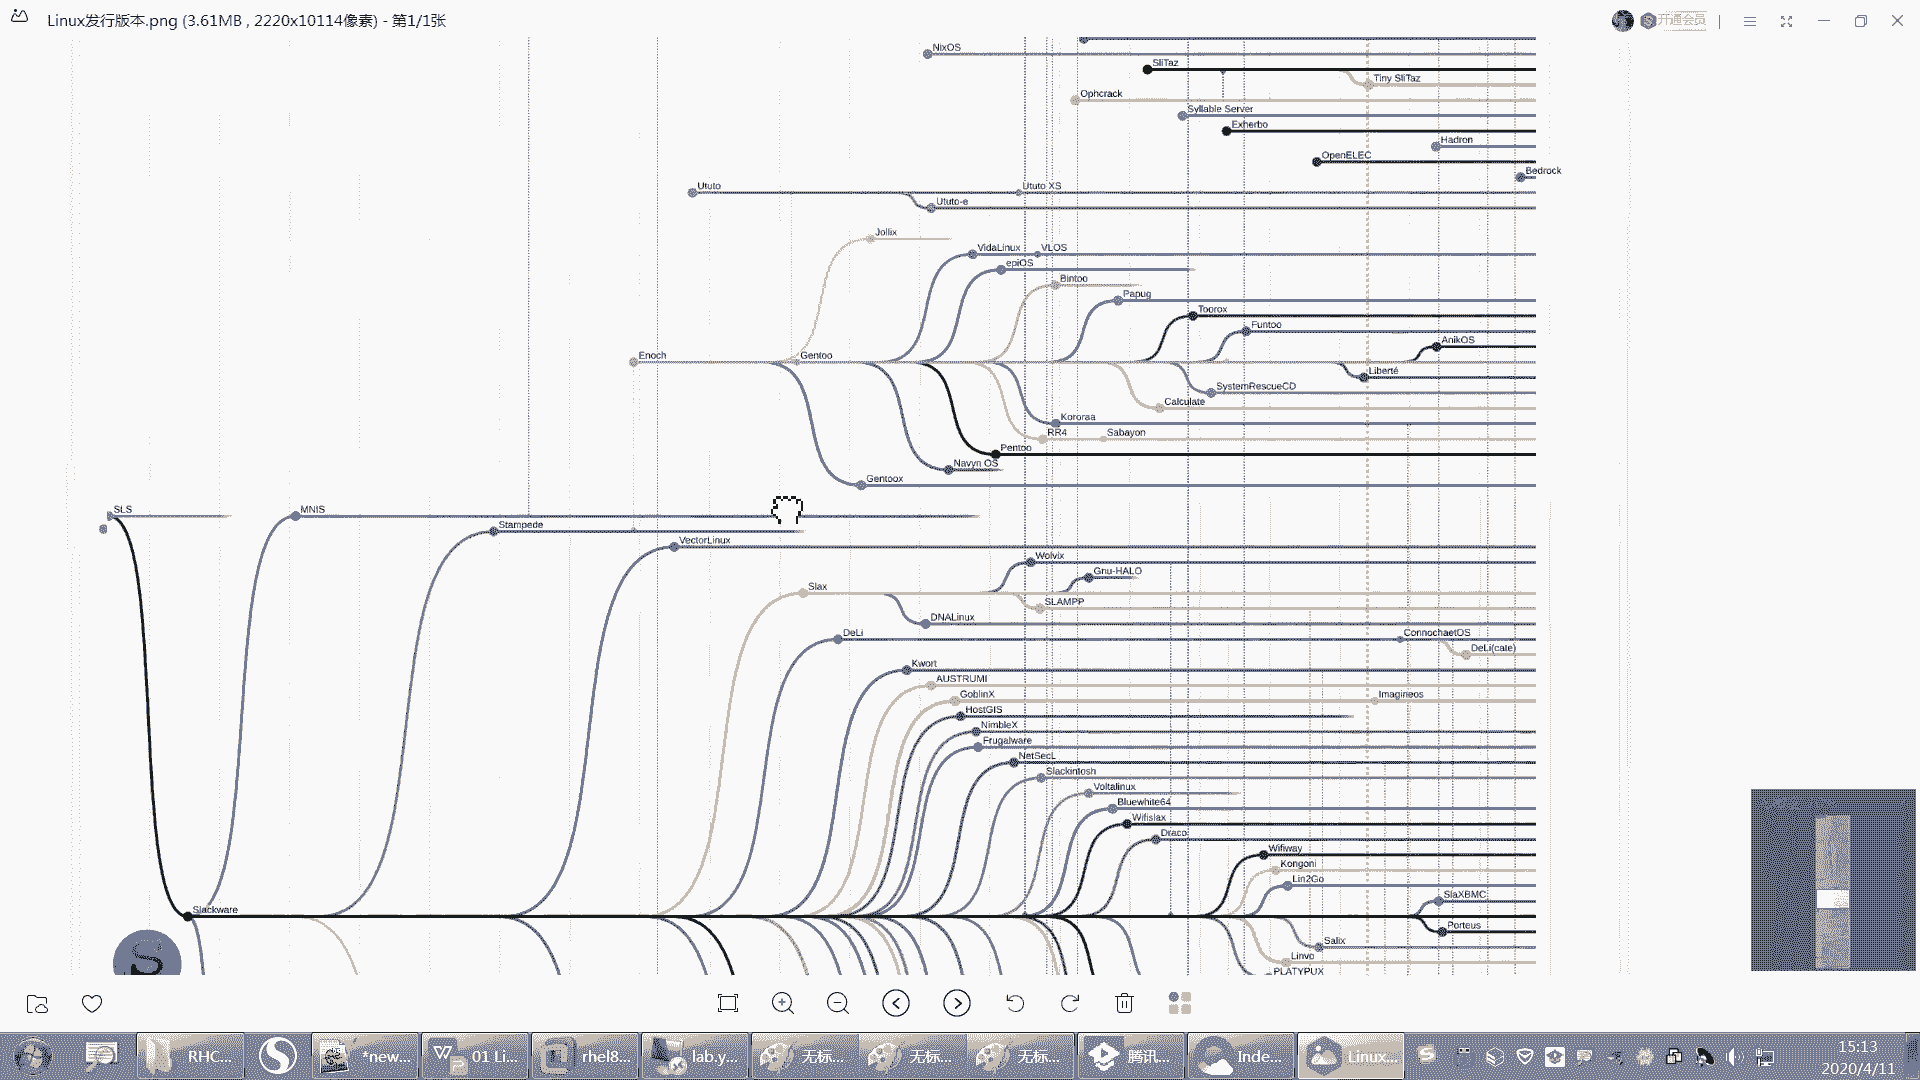 Linux发行版本.png (3.61MB , 2220x10114像素) - 第1/1张
开通会员
NixOS
SliTaz
Tiny SliTaz
Ophcrack
Syllable Server
Exherbo
Hadron
OpenELEC
Bedrock
Ututo
Ututo XS
Ututo-e
Jollix
VidaLinux
VLOS
epiOS
Bintoo
Papug
Toorox
Funtoo
AnikOS
Enoch
Gentoo
Liberté
SystemRescueCD
Calculate
Kororaa
RR4
Sabayon
Pentoo
Navyn OS
Gentoox
SLS
MNIS
Stampede
VectorLinux
Wolvix
Gnu-HALO
Slax
SLAMPP
DNALinux
DeLi
ConnochaetOS
DeLi(cate)
Kwort
AUSTRUMI
GoblinX
Imagineos
HostGIS
NimbleX
Frugalware
NetSecL
Slackintosh
Voltalinux
Bluewhite64
Wifislax
Draco
Wifiway
Kongoni
Lin2Go
SlaXBMC
Slackware
Porteus
Salix
Linvo
PLATYPUX
RHC...
*new...
01 Li...
rhel8...
lab.y...
无标...
无标...
无标...
腾讯...
Inde...
Linux...
15:13
2020/4/11